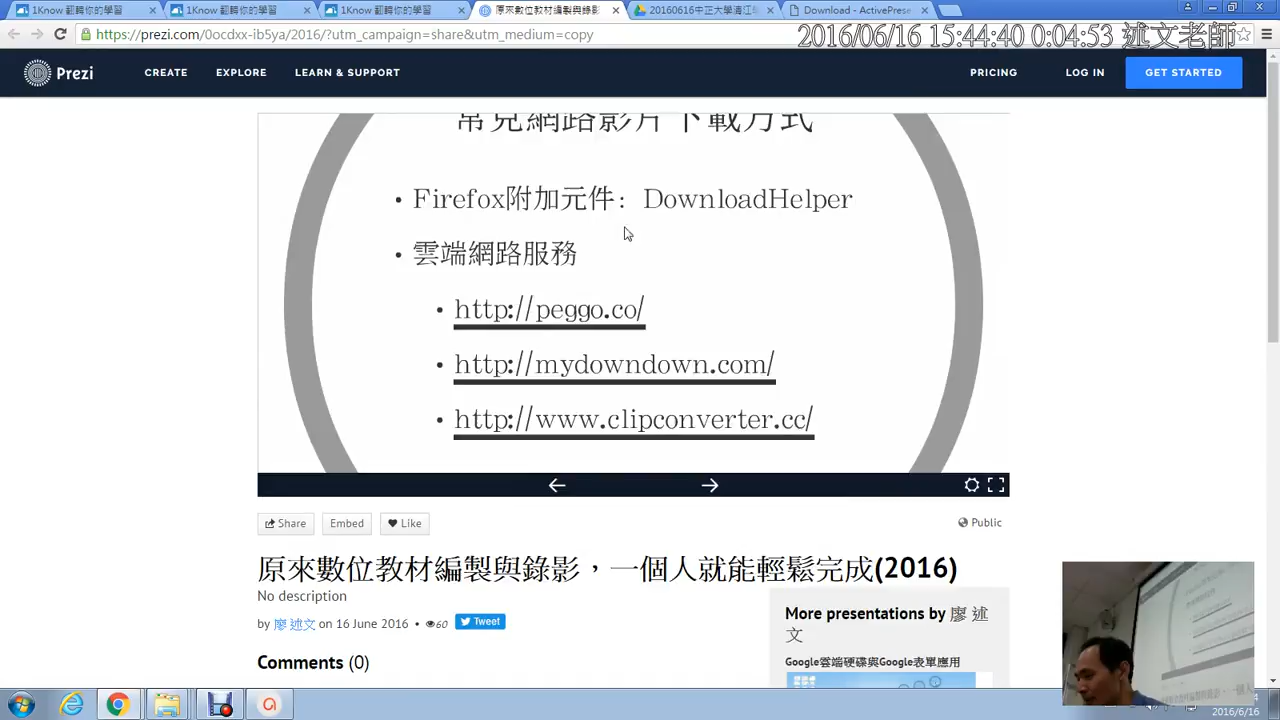 1Know 翻轉你的學習
1Know 翻轉你的學習
1Know 翻轉你的學習
原來數位教材編製與錄影
20160616中正大學清江
Download - ActivePrese
https://prezi.com/0ocdvx-ib5ya/2016/?utm_campaign=share&utm_medium=copy
2016/06/16 15:44:40 0:04:53 述文老師
Prezi
CREATE
EXPLORE
LEARN & SUPPORT
PRICING
LOG IN
GET STARTED
常見網路影片下載方式
• Firefox附加元件: DownloadHelper
• 雲端網路服務
• http://peggo.co/
• http://mydowndown.com/
• http://www.clipconverter.cc/
Share
Embed
Like
Public
原來數位教材編製與錄影，一個人就能輕鬆完成(2016)
No description
by 廖 述文 on 16 June 2016 • 60
Tweet
More presentations by 廖 述
文
Comments (0)
Google雲端硬碟與Google表單應用
2016/6/16